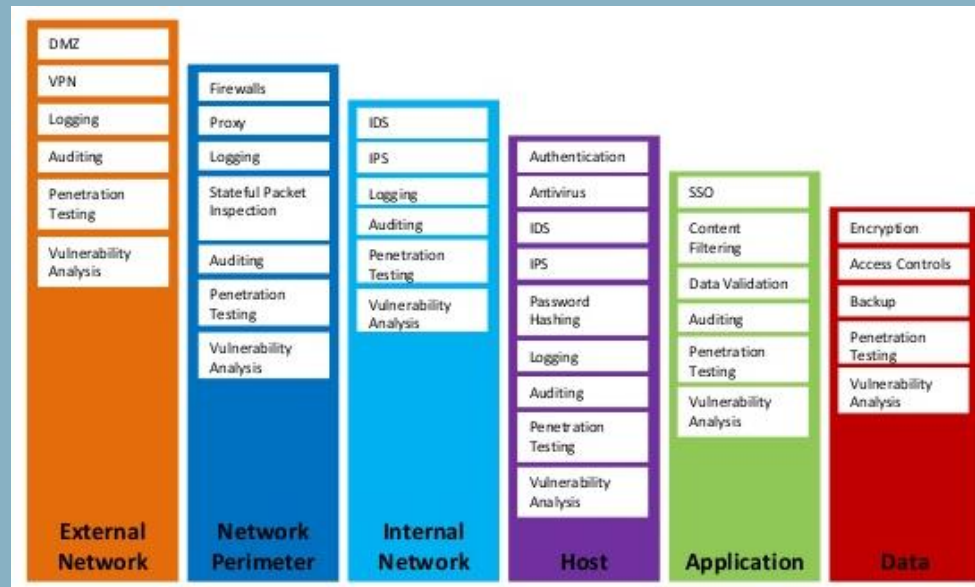 DMZ
VPN
Logging
Auditing
Penetration
Testing
Vulnerability
Analysis
External
Network
Firewalls
Proxy
Logging
Stateful Packet
Inspection
Auditing
Penetration
Testing
Vulnerability
Analysis
Network
Perimeter
IDS
IPS
Logging
Auditing
Penetration
Testing
Vulnerability
Analysis
Internal
Network
Authentication
Antivirus
IDS
IPS
Password
Hashing
Logging
Auditing
Penetration
Testing
Vulnerability
Analysis
Host
SSO
Content
Filtering
Data Validation
Auditing
Penetration
Testing
Vulnerability
Analysis
Application
Encryption
Access Controls
Backup
Penetration
Testing
Vulnerability
Analysis
Data